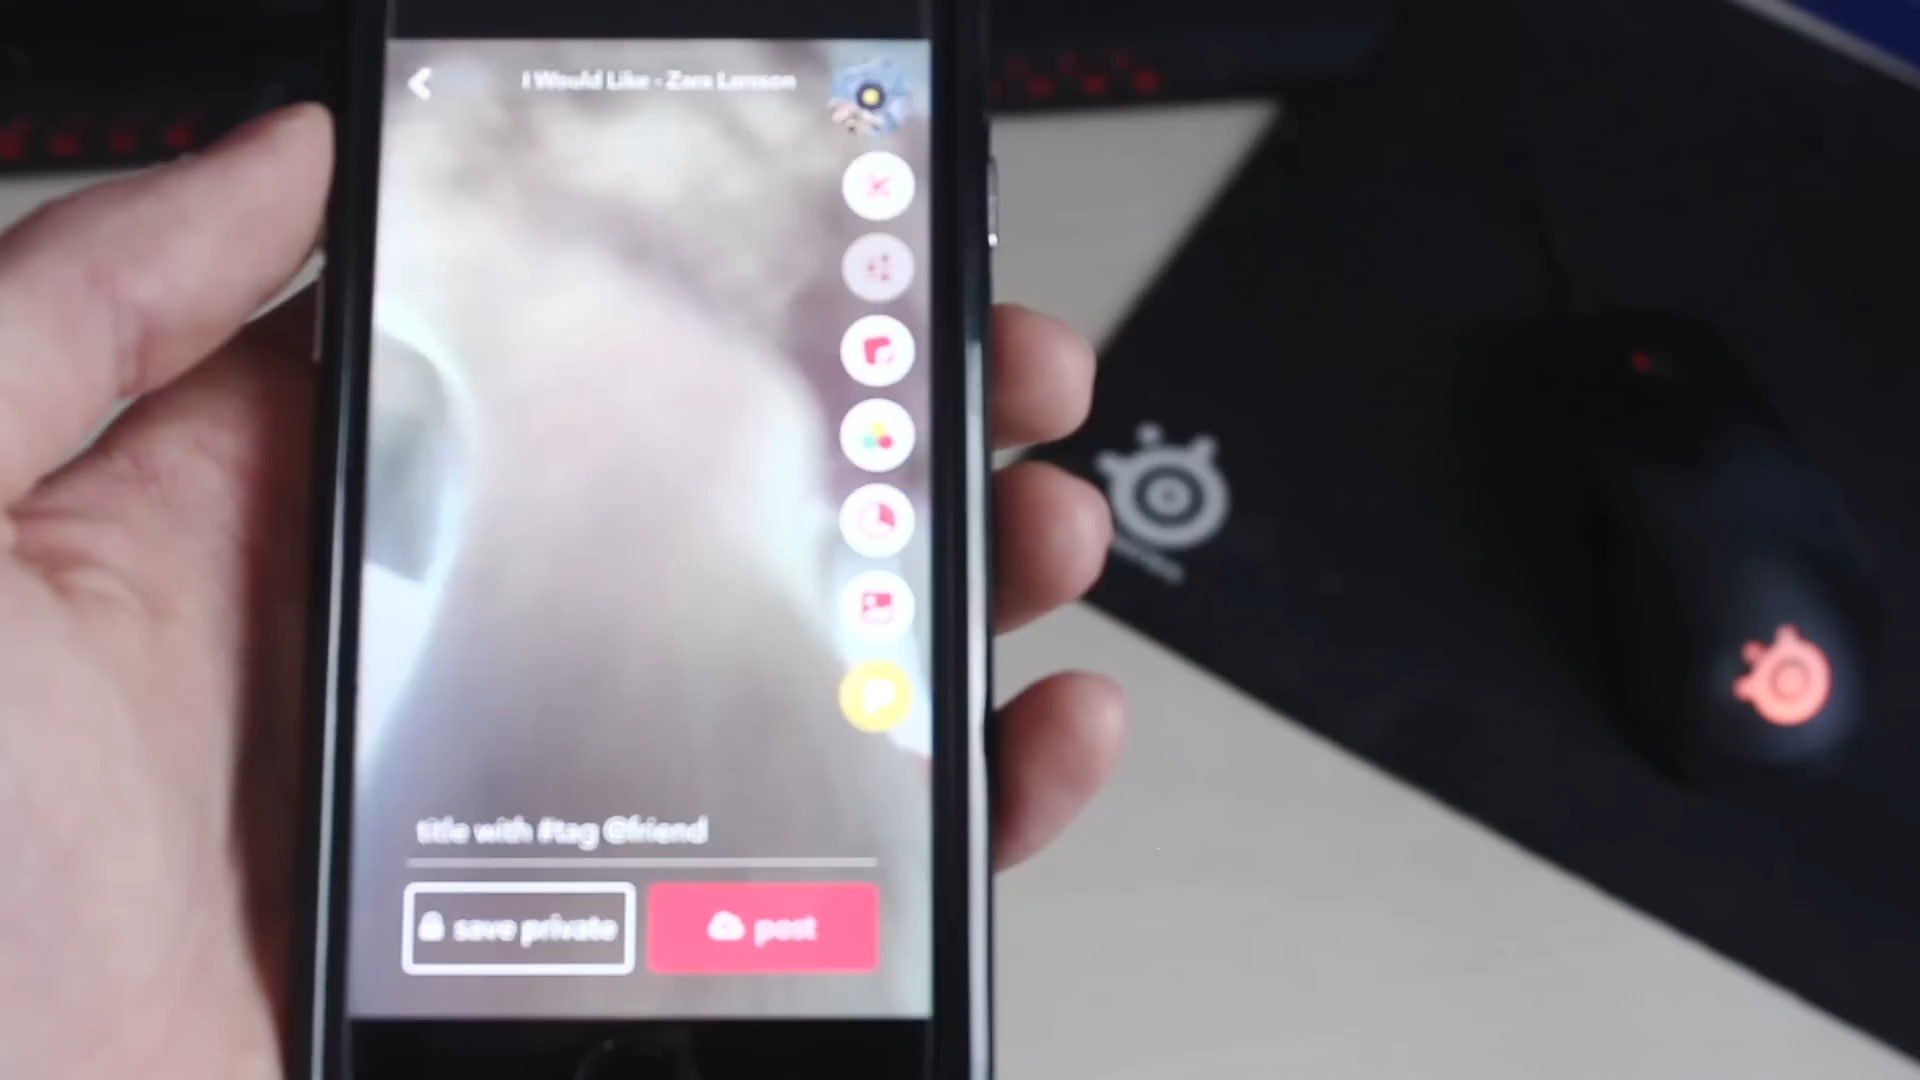 I Would Like - Zara Larsson
title with #tag @friend
save private
post